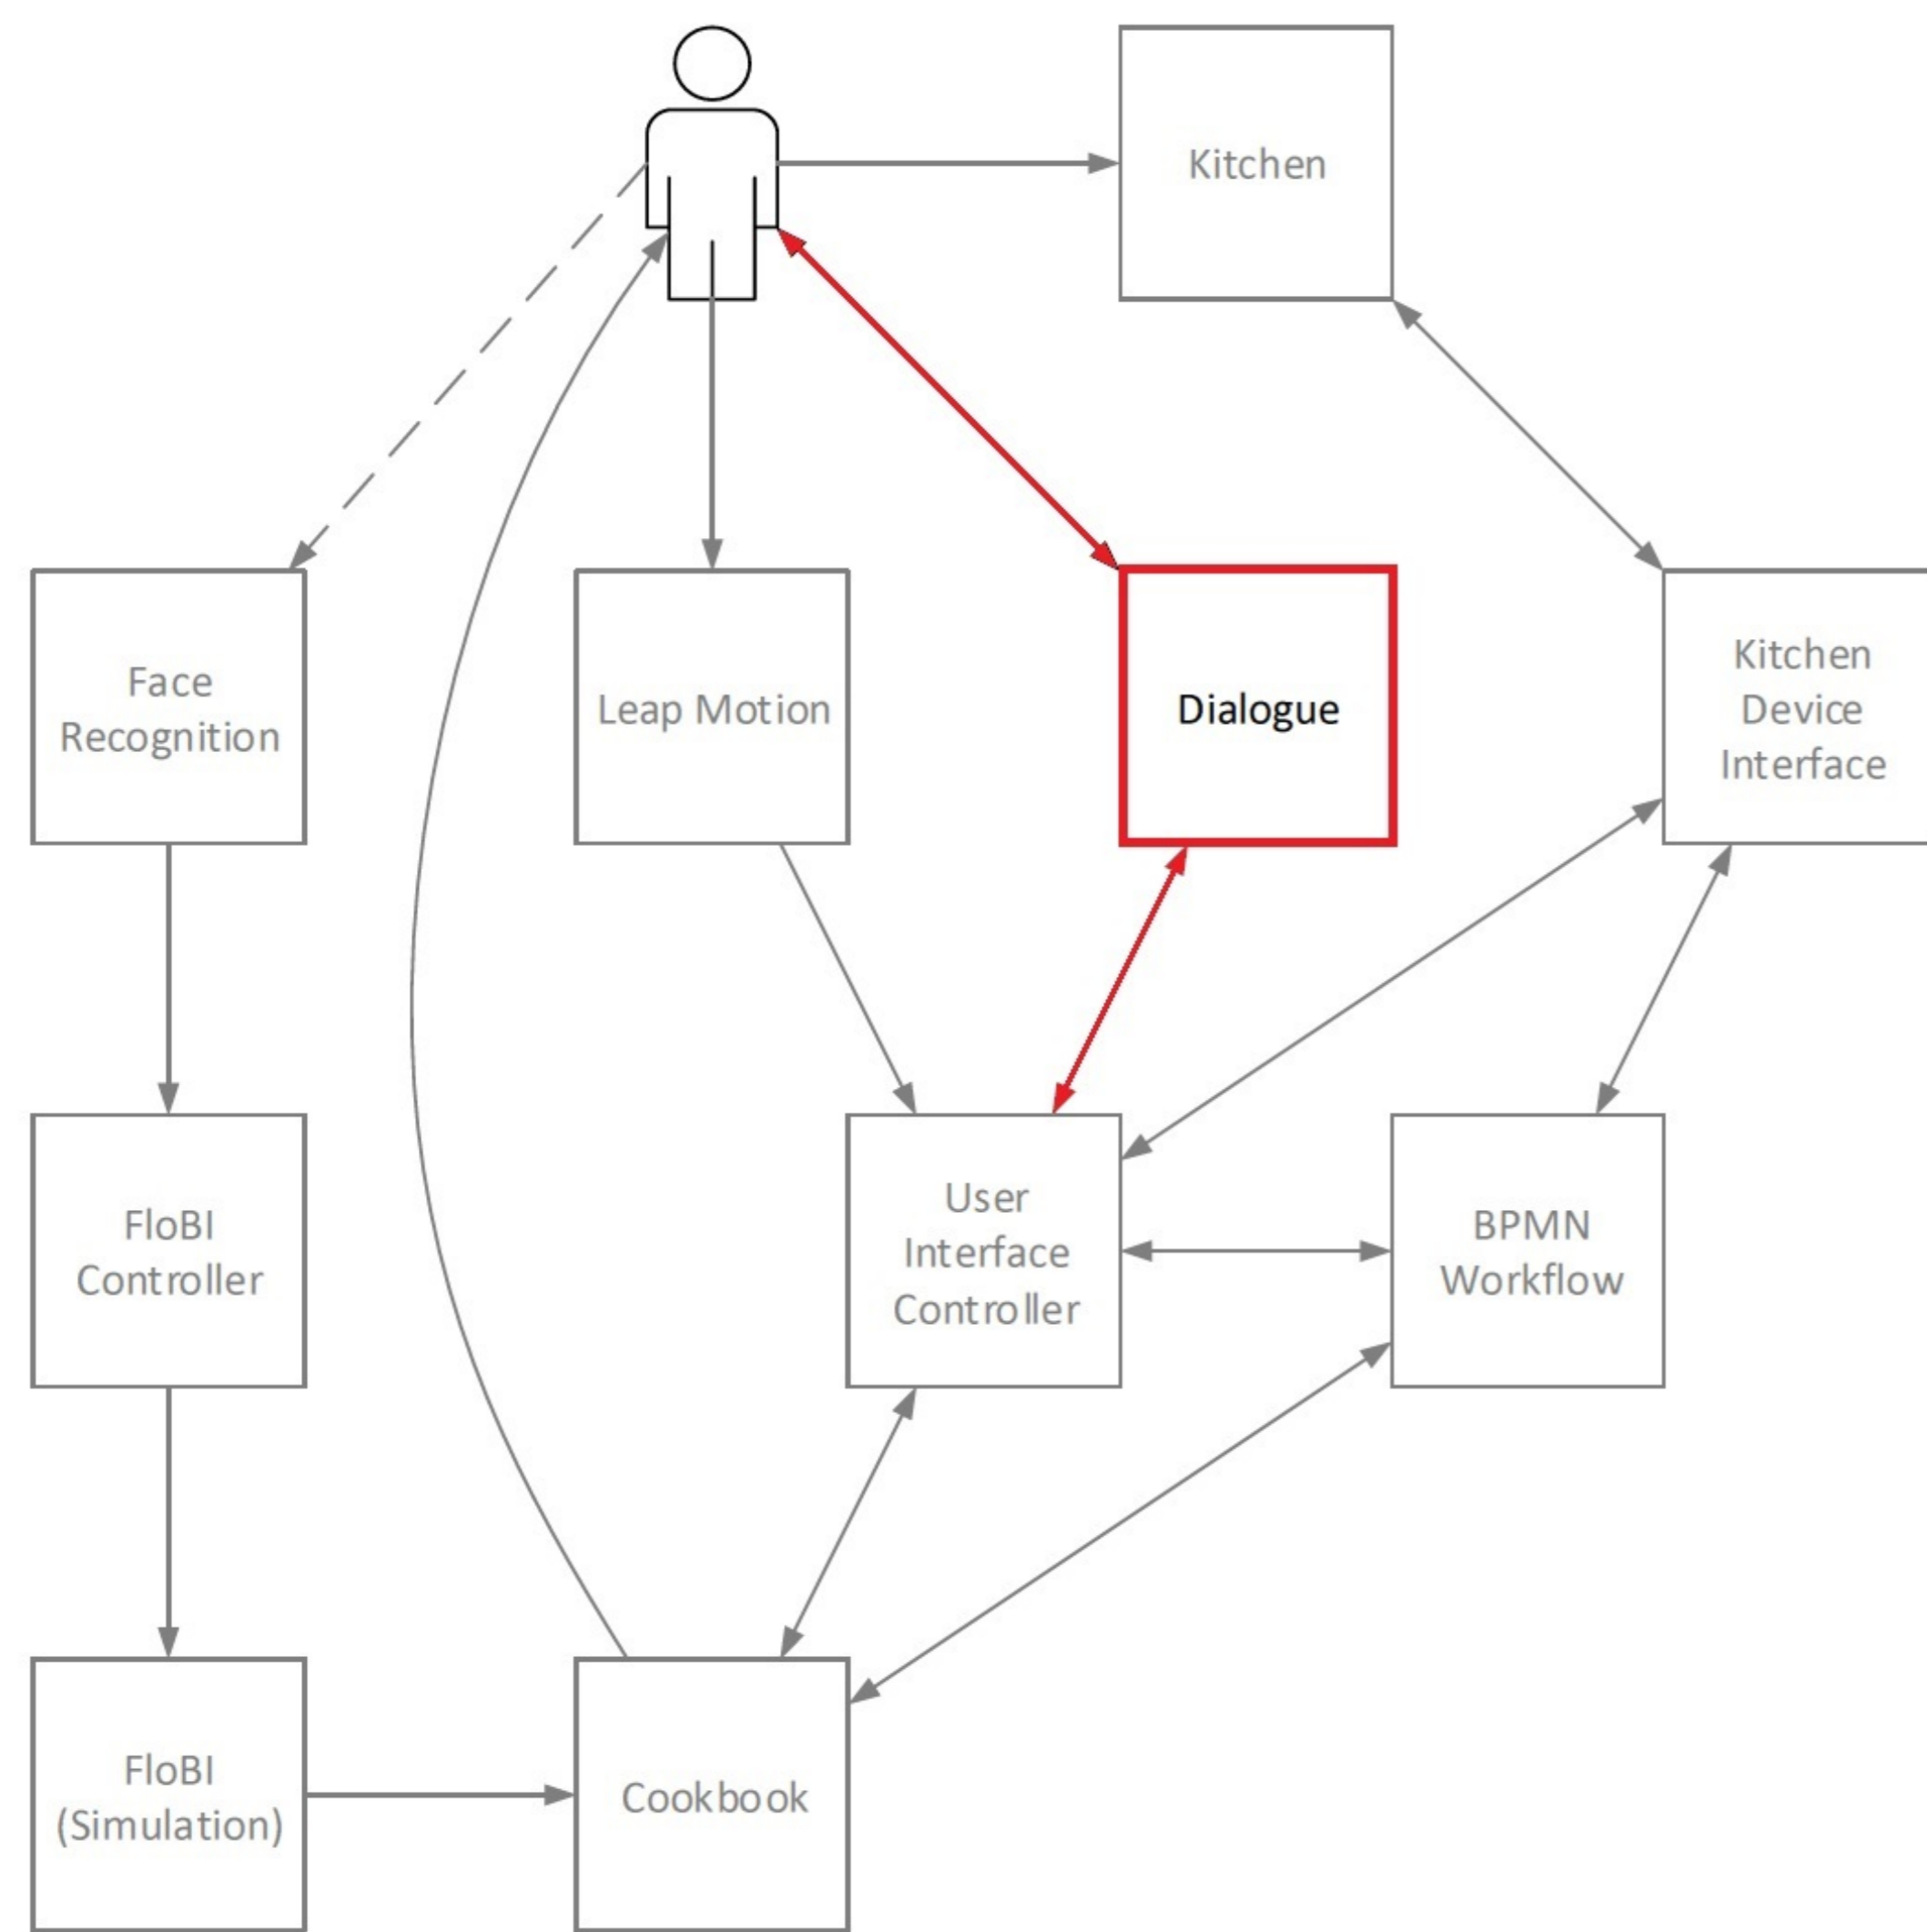 Kitchen
Face
Recognition
Leap Motion
Dialogue
Kitchen
Device
Interface
FloBI
Controller
User
Interface
Controller
BPMN
Workflow
FloBI
(Simulation)
Cookbook